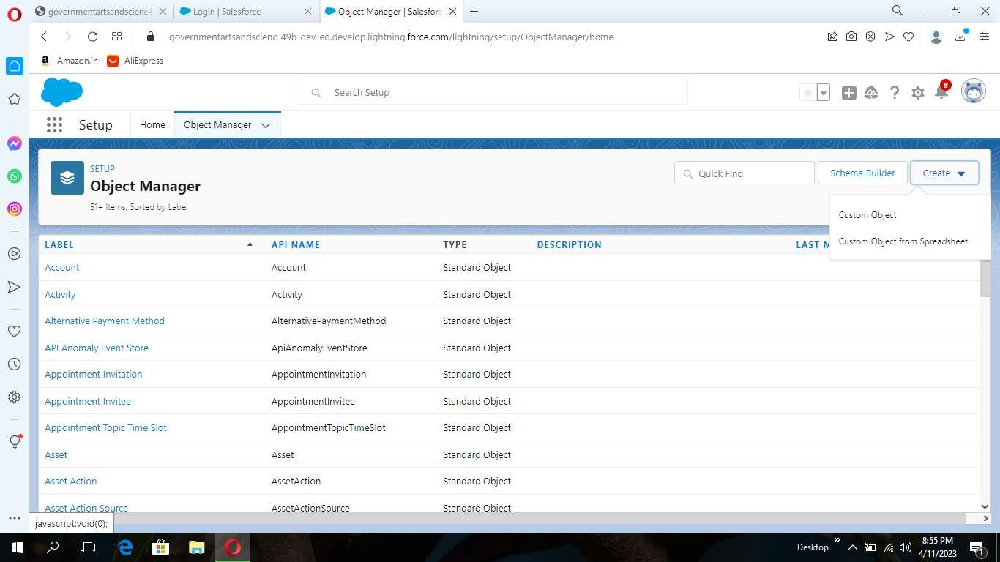 governmentartsandscienc4
Login | Salesforce
Object Manager | Salesforc
governmentartsandscienc-49b-dev-ed.develop.lightning.force.com/lightning/setup/ObjectManager/home
Amazon.in
AliExpress
Search Setup
8
Setup
Home
Object Manager
SETUP
Object Manager
51+ Items, Sorted by Label
Quick Find
Schema Builder
Create
Custom Object
Custom Object from Spreadsheet
LABEL API NAME TYPE DESCRIPTION LAST M
Account Account Standard Object
Activity Activity Standard Object
Alternative Payment Method AlternativePaymentMethod Standard Object
API Anomaly Event Store ApiAnomalyEventStore Standard Object
Appointment Invitation AppointmentInvitation Standard Object
Appointment Invitee AppointmentInvitee Standard Object
Appointment Topic Time Slot AppointmentTopicTimeSlot Standard Object
Asset Asset Standard Object
Asset Action AssetAction Standard Object
Asset Action Source AssetActionSource Standard Object
javascript:void(0);
Desktop
8:55 PM
4/11/2023
1